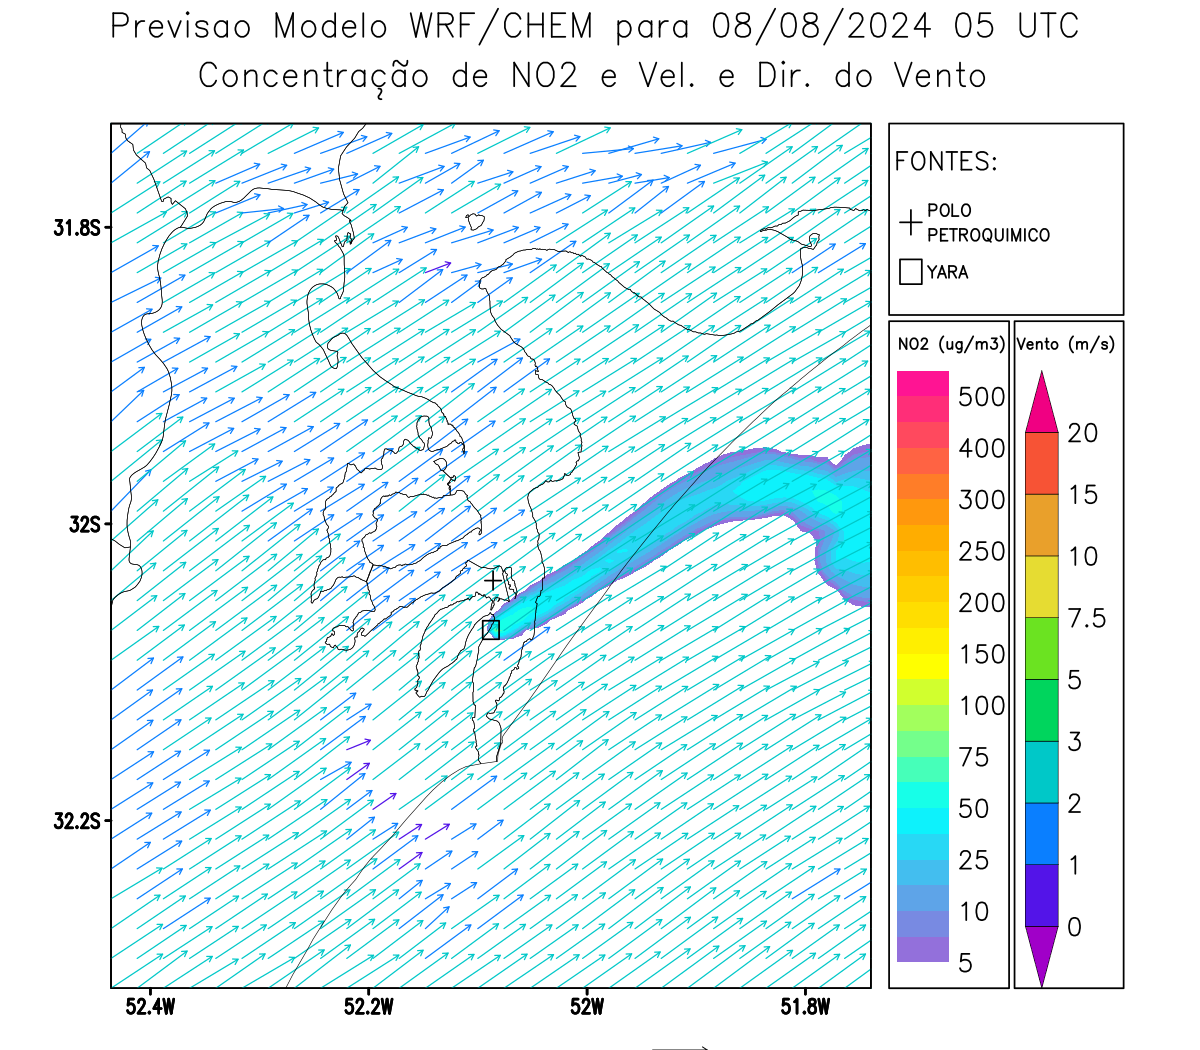 Previsao Modelo WRF/CHEM para 08/08/2024 05 UTC
Concentração de NO2 e Vel. e Dir. do Vento
FONTES:
POLO
PETROQUIMICO
YARA
31.8S
32S
32.2S
52.4W
52.2W
52W
51.8W
NO2 (ug/m3)
500
400
300
250
200
150
100
75
50
25
10
5
Vento (m/s)
20
15
10
7.5
5
3
2
1
0